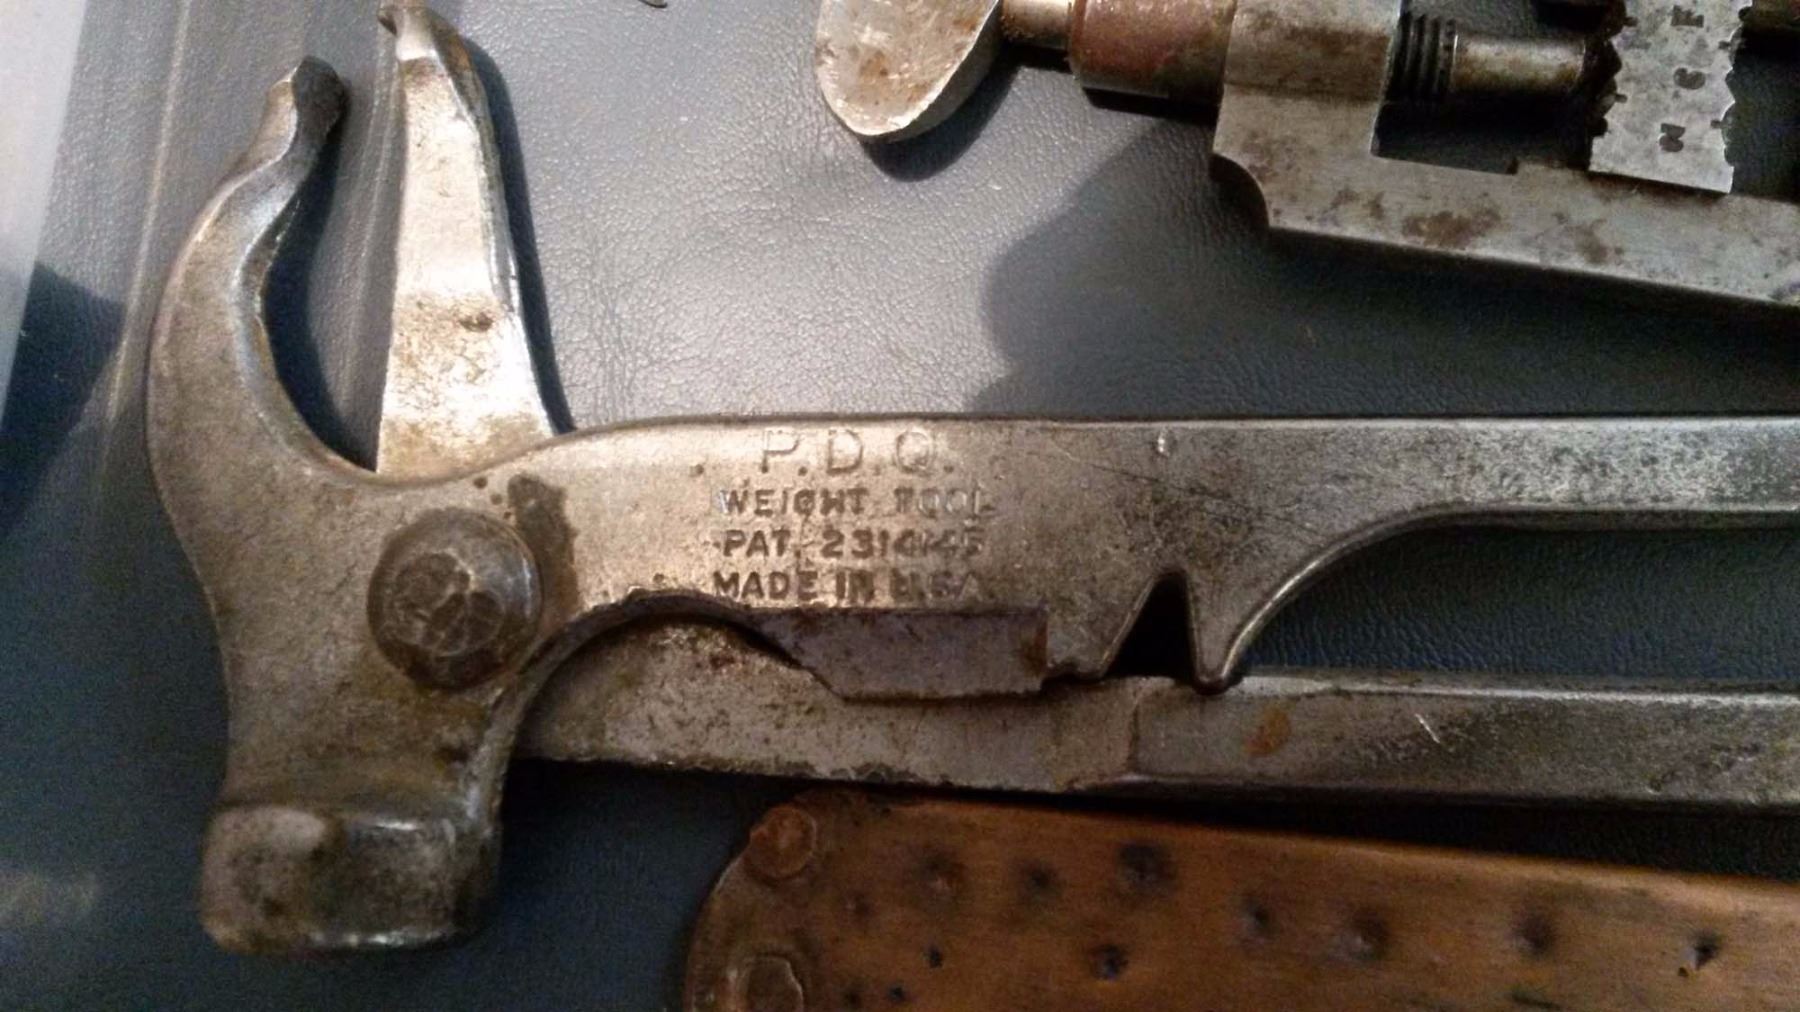 P.D.Q.
WEIGHT TOOL
PAT. 2314145
MADE IN U.S.A.
F
S
M